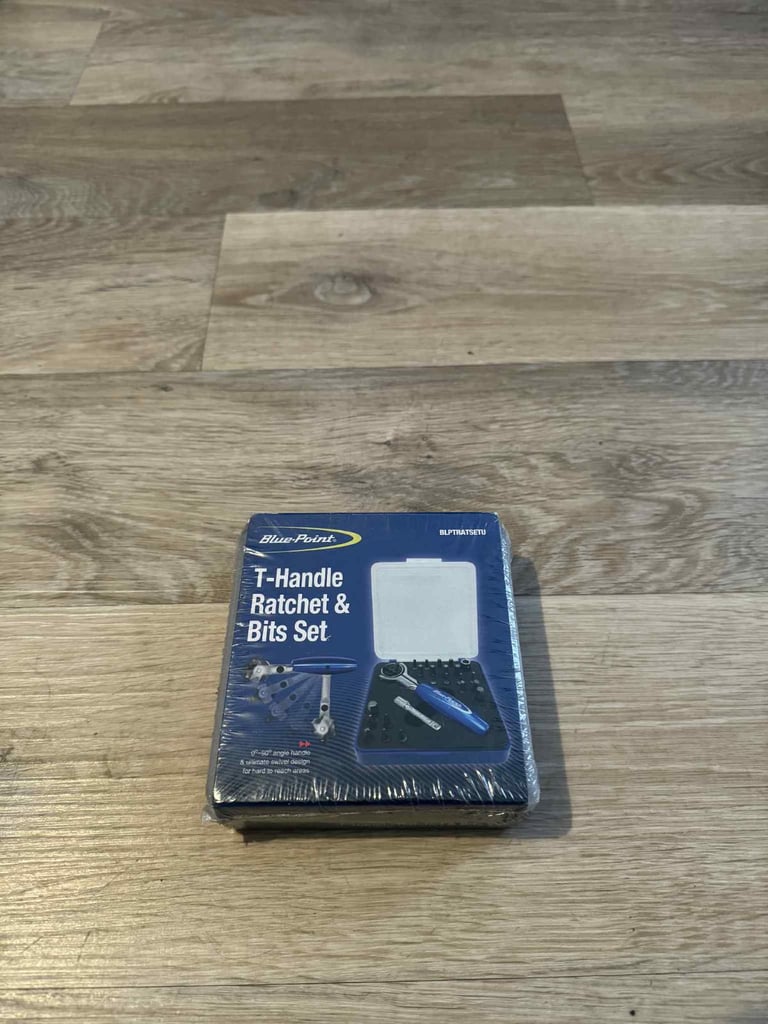 Blue-Point®
BLPTRATSETU
T-Handle
Ratchet &
Bits Set
0°-90° angle handle
& ultimate swivel design
for hard to reach areas